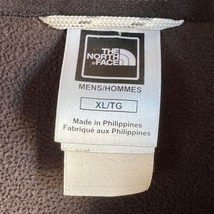 THE
NORTH
FACE
MENS/HOMMES
XL/TG
Made in Philippines
Fabriqué aux Philippines